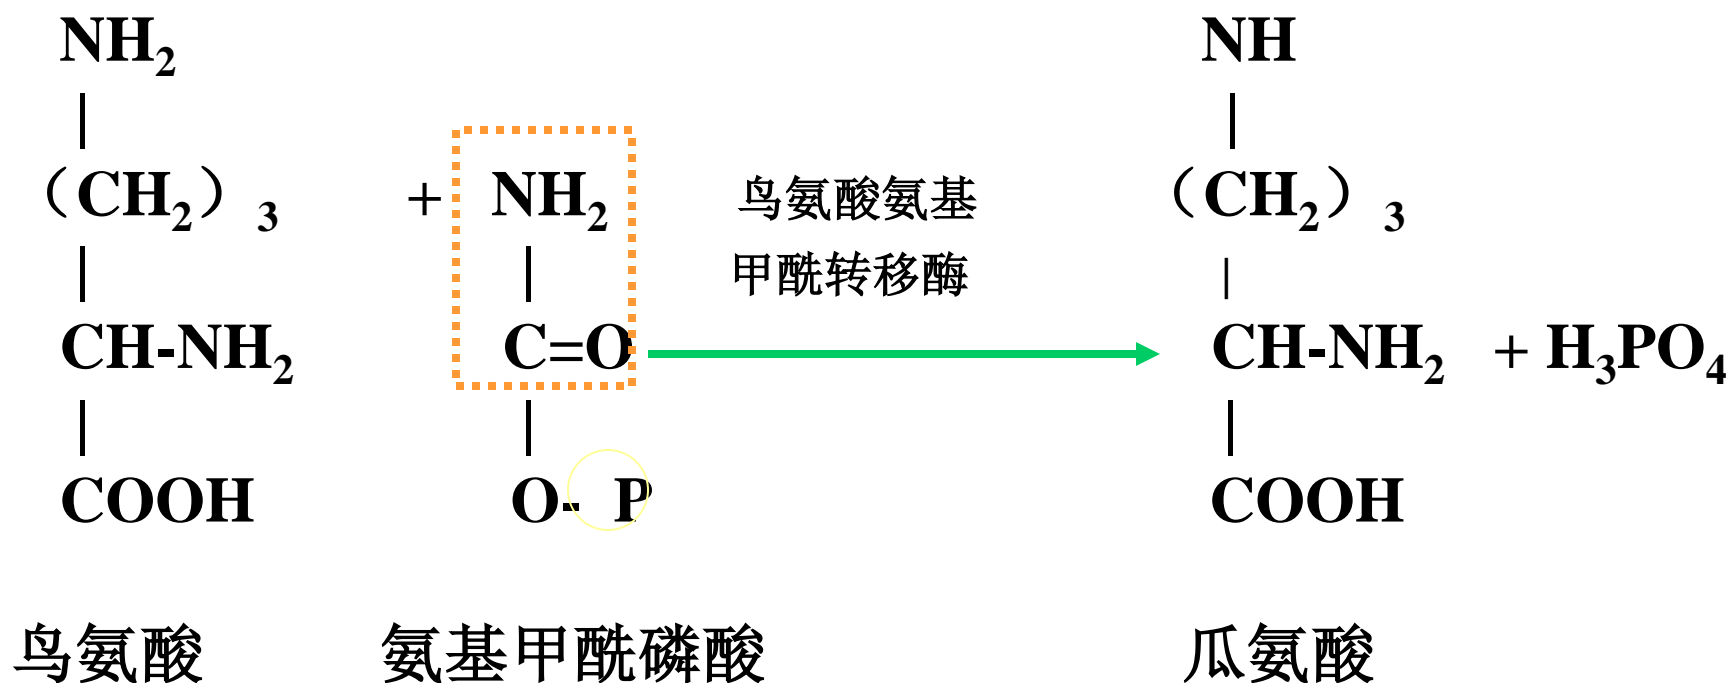 NH₂ NH
（CH₂）₃ + NH₂ 鸟氨酸氨基 （CH₂）₃
甲酰转移酶
CH-NH₂ C=O CH-NH₂ + H₃PO₄
COOH O- P COOH
鸟氨酸 氨基甲酰磷酸 瓜氨酸